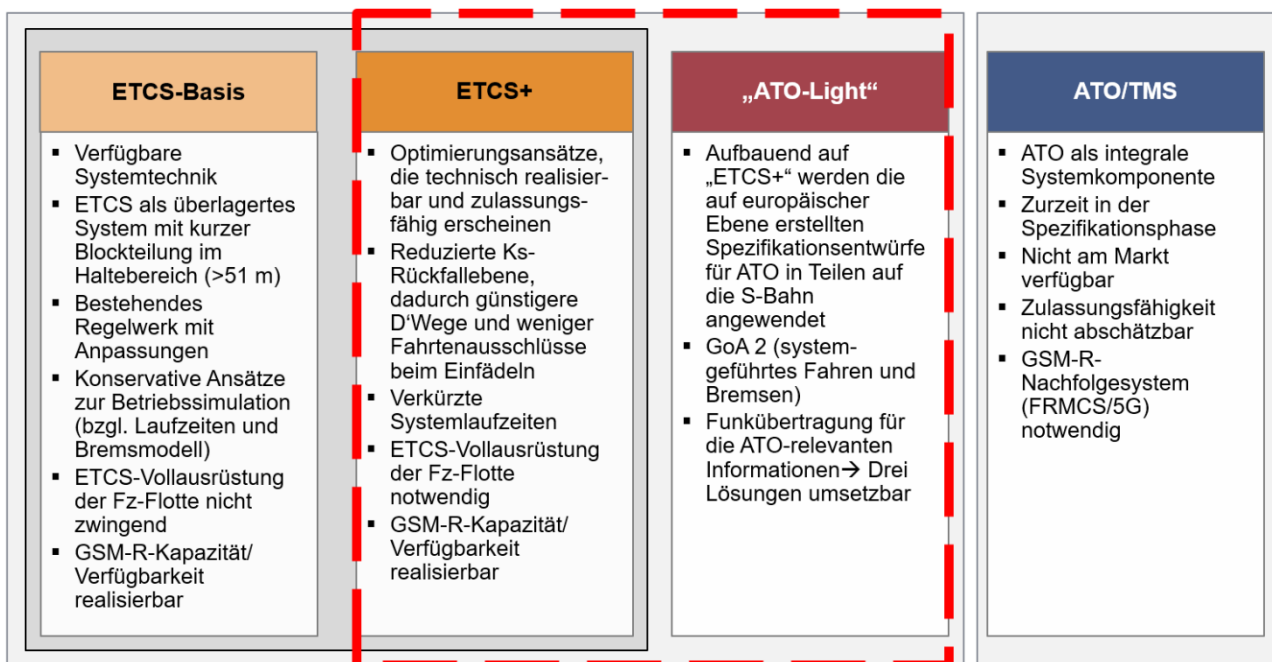 ETCS-Basis
▪ Verfügbare
Systemtechnik
▪ ETCS als überlagertes
System mit kurzer
Blockteilung im
Haltebereich (>51 m)
▪ Bestehendes
Regelwerk mit
Anpassungen
▪ Konservative Ansätze
zur Betriebssimulation
(bzgl. Laufzeiten und
Bremsmodell)
▪ ETCS-Vollausrüstung
der Fz-Flotte nicht
zwingend
▪ GSM-R-Kapazität/
Verfügbarkeit
realisierbar
ETCS+
▪ Optimierungsansätze,
die technisch realisier-
bar und zulassungs-
fähig erscheinen
▪ Reduzierte Ks-
Rückfallebene,
dadurch günstigere
D‘Wege und weniger
Fahrtenausschlüsse
beim Einfädeln
▪ Verkürzte
Systemlaufzeiten
▪ ETCS-Vollausrüstung
der Fz-Flotte
notwendig
▪ GSM-R-Kapazität/
Verfügbarkeit
realisierbar
„ATO-Light“
▪ Aufbauend auf
„ETCS+“ werden die
auf europäischer
Ebene erstellten
Spezifikationsentwürfe
für ATO in Teilen auf
die S-Bahn
angewendet
▪ GoA 2 (system-
geführtes Fahren und
Bremsen)
▪ Funkübertragung für
die ATO-relevanten
Informationen→ Drei
Lösungen umsetzbar
ATO/TMS
▪ ATO als integrale
Systemkomponente
▪ Zurzeit in der
Spezifikationsphase
▪ Nicht am Markt
verfügbar
▪ Zulassungsfähigkeit
nicht abschätzbar
▪ GSM-R-
Nachfolgesystem
(FRMCS/5G)
notwendig